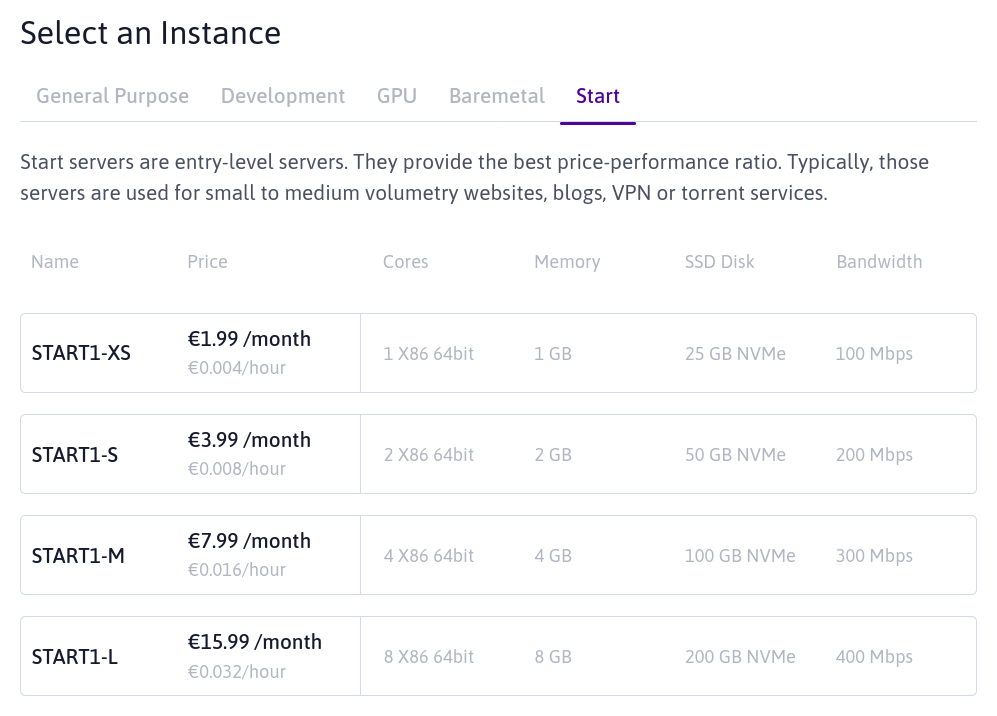 Select an Instance
General Purpose Development GPU Baremetal Start
Start servers are entry-level servers. They provide the best price-performance ratio. Typically, those
servers are used for small to medium volumetry websites, blogs, VPN or torrent services.
Name Price Cores Memory SSD Disk Bandwidth
START1-XS €1.99 /month 1 X86 64bit 1 GB 25 GB NVMe 100 Mbps
€0.004/hour
START1-S €3.99 /month 2 X86 64bit 2 GB 50 GB NVMe 200 Mbps
€0.008/hour
START1-M €7.99 /month 4 X86 64bit 4 GB 100 GB NVMe 300 Mbps
€0.016/hour
START1-L €15.99 /month 8 X86 64bit 8 GB 200 GB NVMe 400 Mbps
€0.032/hour